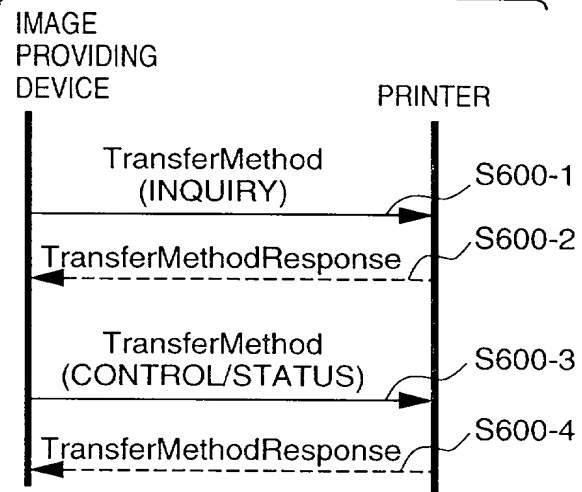 IMAGE
PROVIDING
DEVICE
PRINTER
TransferMethod
(INQUIRY)
S600-1
S600-2
TransferMethodResponse
TransferMethod
(CONTROL/STATUS)
S600-3
S600-4
TransferMethodResponse